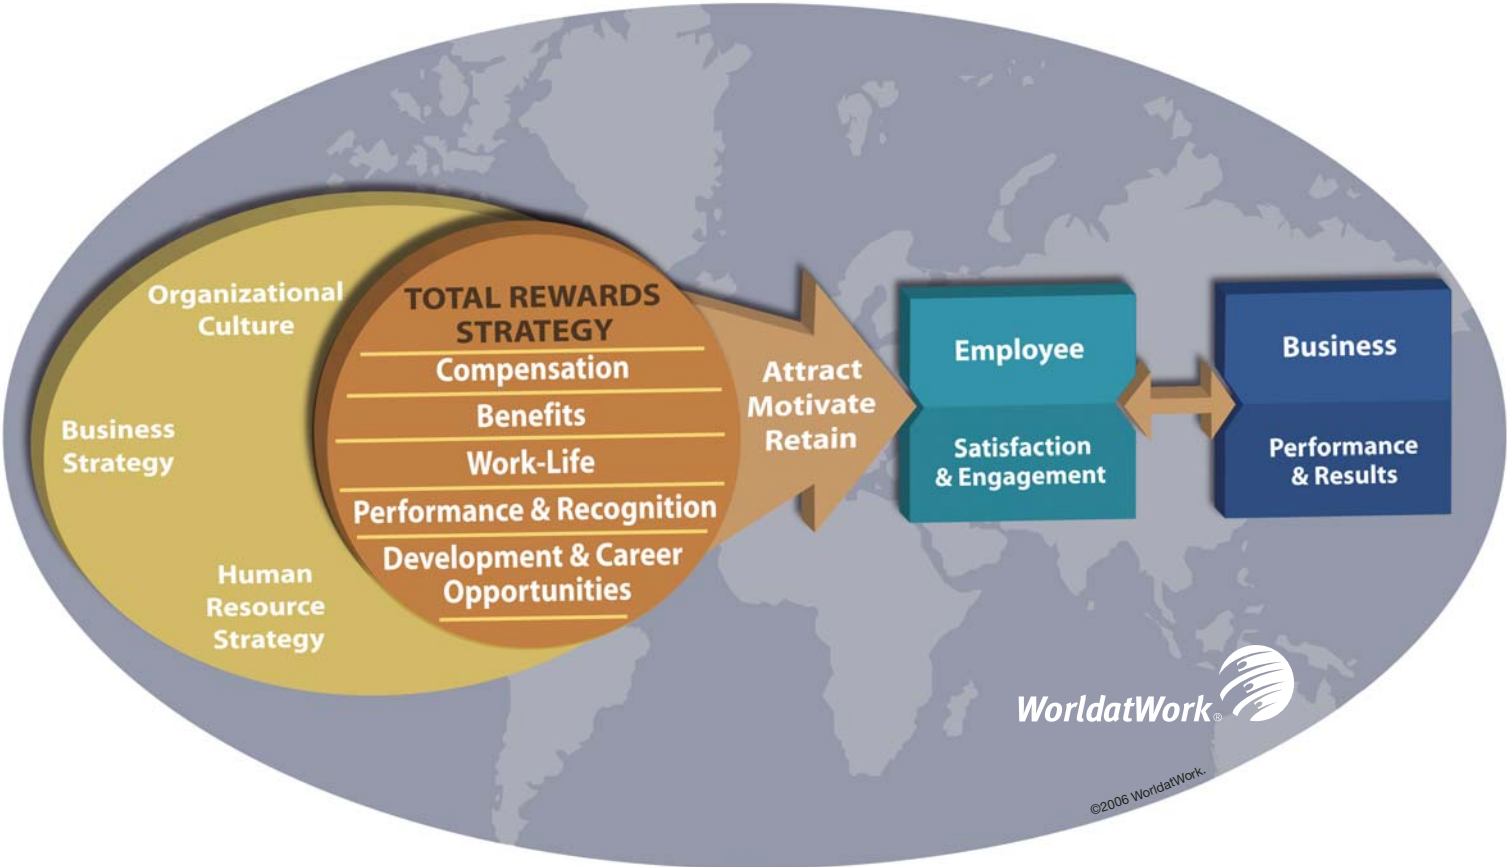 Organizational
Culture
Business
Strategy
Human
Resource
Strategy
TOTAL REWARDS
STRATEGY
Compensation
Benefits
Work-Life
Performance & Recognition
Development & Career
Opportunities
Attract
Motivate
Retain
Employee
Satisfaction
& Engagement
Business
Performance
& Results
WorldatWork®
©2006 WorldatWork.